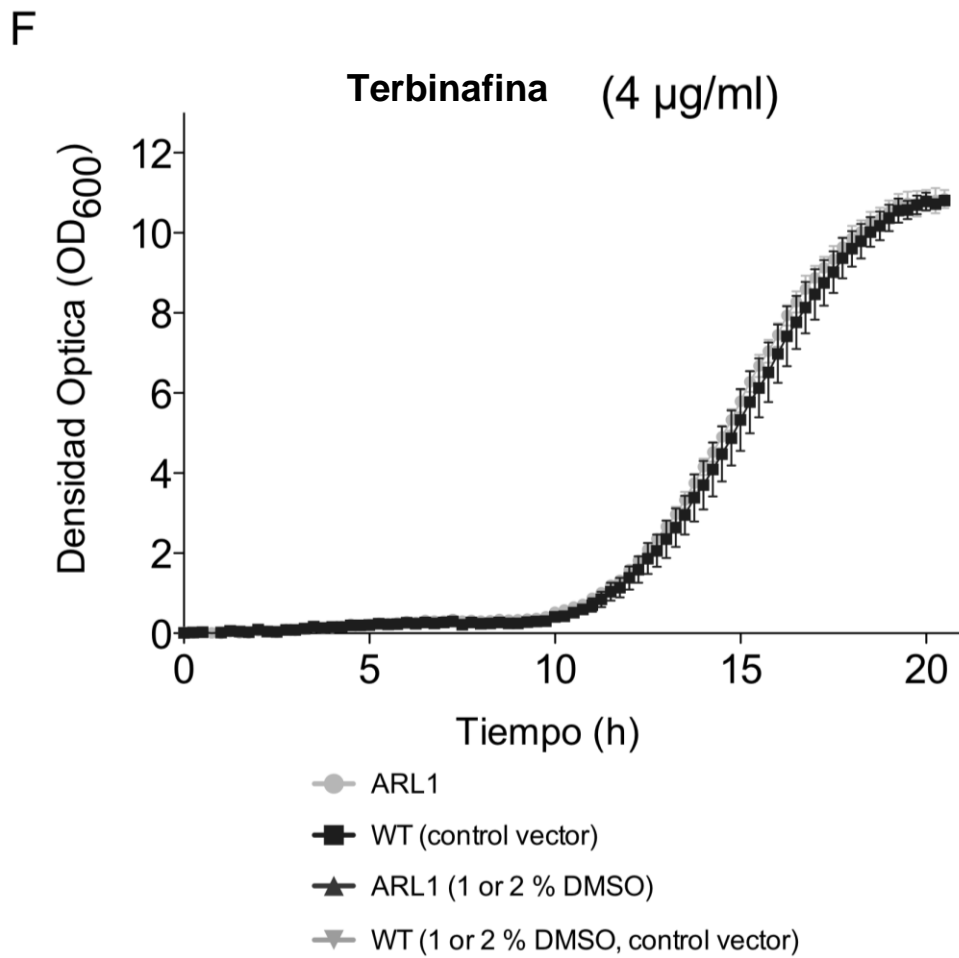 F
Terbinafina (4 µg/ml)
Densidad Optica (OD600)
12
10
8
6
4
2
0
0 5 10 15 20
Tiempo (h)
ARL1
WT (control vector)
ARL1 (1 or 2 % DMSO)
WT (1 or 2 % DMSO, control vector)